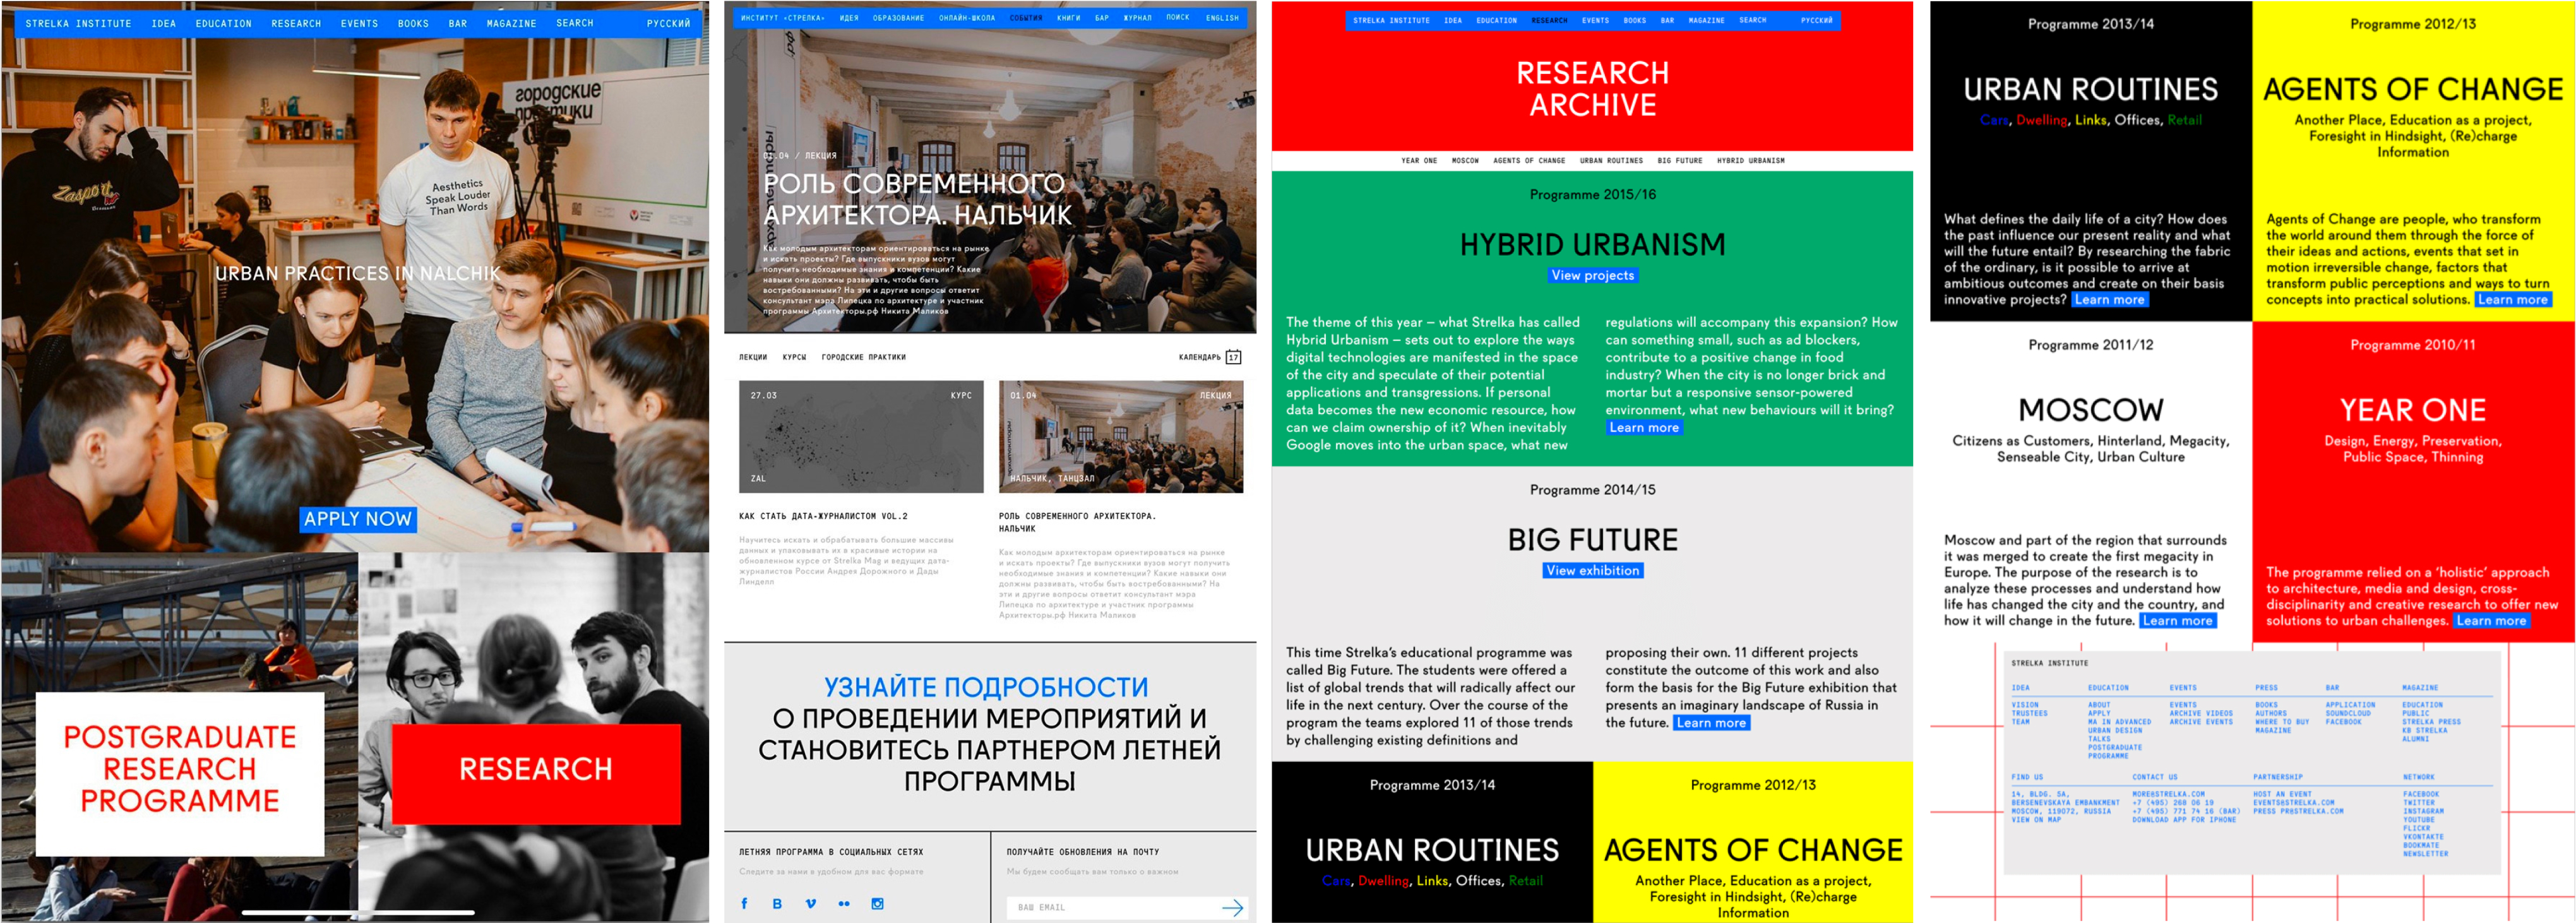 STRELKA INSTITUTE IDEA EDUCATION RESEARCH EVENTS BOOKS BAR MAGAZINE SEARCH РУССКИЙ
городские
практики
Zasport
Aesthetics
Speak Louder
Than Words
URBAN PRACTICES IN NALCHIK
APPLY NOW
POSTGRADUATE
RESEARCH
PROGRAMME
RESEARCH
ИНСТИТУТ «СТРЕЛКА» ИДЕЯ ОБРАЗОВАНИЕ ОНЛАЙН-ШКОЛА СОБЫТИЯ КНИГИ БАР ЖУРНАЛ ПОИСК ENGLISH
01.04 / ЛЕКЦИЯ
РОЛЬ СОВРЕМЕННОГО
АРХИТЕКТОРА. НАЛЬЧИК
Как молодым архитекторам ориентироваться на рынке
и искать проекты? Где выпускники вузов могут
получить необходимые знания и компетенции? Какие
навыки они должны развивать, чтобы быть
востребованными? На эти и другие вопросы ответит
консультант мэра Липецка по архитектуре и участник
программы Архитекторы.рф Никита Маликов
ЛЕКЦИИ КУРСЫ ГОРОДСКИЕ ПРАКТИКИ КАЛЕНДАРЬ 17
27.03 КУРС
ZAL
01.04 ЛЕКЦИЯ
НАЛЬЧИК, ТАНЦЗАЛ
КАК СТАТЬ ДАТА-ЖУРНАЛИСТОМ VOL.2
Научитесь искать и обрабатывать большие массивы
данных и упаковывать их в красивые истории на
обновленном курсе от Strelka Mag и ведущих дата-
журналистов России Андрея Дорожного и Дады
Линделл
РОЛЬ СОВРЕМЕННОГО АРХИТЕКТОРА.
НАЛЬЧИК
Как молодым архитекторам ориентироваться на рынке
и искать проекты? Где выпускники вузов могут получить
необходимые знания и компетенции? Какие навыки они
должны развивать, чтобы быть востребованными? На
эти и другие вопросы ответит консультант мэра
Липецка по архитектуре и участник программы
Архитекторы.рф Никита Маликов
УЗНАЙТЕ ПОДРОБНОСТИ
О ПРОВЕДЕНИИ МЕРОПРИЯТИЙ И
СТАНОВИТЕСЬ ПАРТНЕРОМ ЛЕТНЕЙ
ПРОГРАММЫ
ЛЕТНЯЯ ПРОГРАММА В СОЦИАЛЬНЫХ СЕТЯХ
Следите за нами в удобном для вас формате
ПОЛУЧАЙТЕ ОБНОВЛЕНИЯ НА ПОЧТУ
Мы будем сообщать вам только о важном
ВАШ EMAIL
STRELKA INSTITUTE IDEA EDUCATION RESEARCH EVENTS BOOKS BAR MAGAZINE SEARCH РУССКИЙ
RESEARCH
ARCHIVE
YEAR ONE MOSCOW AGENTS OF CHANGE URBAN ROUTINES BIG FUTURE HYBRID URBANISM
Programme 2015/16
HYBRID URBANISM
View projects
The theme of this year – what Strelka has called
Hybrid Urbanism – sets out to explore the ways
digital technologies are manifested in the space
of the city and speculate of their potential
applications and transgressions. If personal
data becomes the new economic resource, how
can we claim ownership of it? When inevitably
Google moves into the urban space, what new
regulations will accompany this expansion? How
can something small, such as ad blockers,
contribute to a positive change in food
industry? When the city is no longer brick and
mortar but a responsive sensor-powered
environment, what new behaviours will it bring?
Learn more
Programme 2014/15
BIG FUTURE
View exhibition
This time Strelka's educational programme was
called Big Future. The students were offered a
list of global trends that will radically affect our
life in the next century. Over the course of the
program the teams explored 11 of those trends
by challenging existing definitions and
proposing their own. 11 different projects
constitute the outcome of this work and also
form the basis for the Big Future exhibition that
presents an imaginary landscape of Russia in
the future. Learn more
Programme 2013/14
URBAN ROUTINES
Cars, Dwelling, Links, Offices, Retail
Programme 2012/13
AGENTS OF CHANGE
Another Place, Education as a project,
Foresight in Hindsight, (Re)charge
Information
Programme 2013/14
URBAN ROUTINES
Cars, Dwelling, Links, Offices, Retail
What defines the daily life of a city? How does
the past influence our present reality and what
will the future entail? By researching the fabric
of the ordinary, is it possible to arrive at
ambitious outcomes and create on their basis
innovative projects? Learn more
Programme 2012/13
AGENTS OF CHANGE
Another Place, Education as a project,
Foresight in Hindsight, (Re)charge
Information
Agents of Change are people, who transform
the world around them through the force of
their ideas and actions, events that set in
motion irreversible change, factors that
transform public perceptions and ways to turn
concepts into practical solutions. Learn more
Programme 2011/12
MOSCOW
Citizens as Customers, Hinterland, Megacity,
Senseable City, Urban Culture
Moscow and part of the region that surrounds
it was merged to create the first megacity in
Europe. The purpose of the research is to
analyze these processes and understand how
life has changed the city and the country, and
how it will change in the future. Learn more
Programme 2010/11
YEAR ONE
Design, Energy, Preservation,
Public Space, Thinning
The programme relied on a 'holistic' approach
to architecture, media and design, cross-
disciplinarity and creative research to offer new
solutions to urban challenges. Learn more
STRELKA INSTITUTE
IDEA
VISION
TRUSTEES
TEAM
EDUCATION
ABOUT
APPLY
MA IN ADVANCED
URBAN DESIGN
TALKS
POSTGRADUATE
PROGRAMME
EVENTS
EVENTS
ARCHIVE VIDEOS
ARCHIVE EVENTS
PRESS
BOOKS
AUTHORS
WHERE TO BUY
MAGAZINE
BAR
APPLICATION
SOUNDCLOUD
FACEBOOK
MAGAZINE
EDUCATION
PUBLIC
STRELKA PRESS
KB STRELKA
ALUMNI
FIND US
14, BLDG. 5A,
BERSENEVSKAYA EMBANKMENT
MOSCOW, 119072, RUSSIA
VIEW ON MAP
CONTACT US
MORE@STRELKA.COM
+7 (495) 268 06 19
+7 (495) 771 74 16 (BAR)
DOWNLOAD APP FOR IPHONE
PARTNERSHIP
HOST AN EVENT
EVENTS@STRELKA.COM
PRESS PR@STRELKA.COM
NETWORK
FACEBOOK
TWITTER
INSTAGRAM
YOUTUBE
FLICKR
VKONTAKTE
BOOKMATE
NEWSLETTER